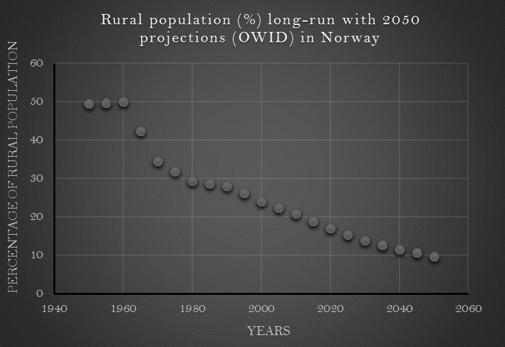 Rural population (%) long-run with 2050
projections (OWID) in Norway
PERCENTAGE OF RURAL POPULATION
60
50
40
30
20
10
0
1940 1960 1980 2000 2020 2040 2060
YEARS